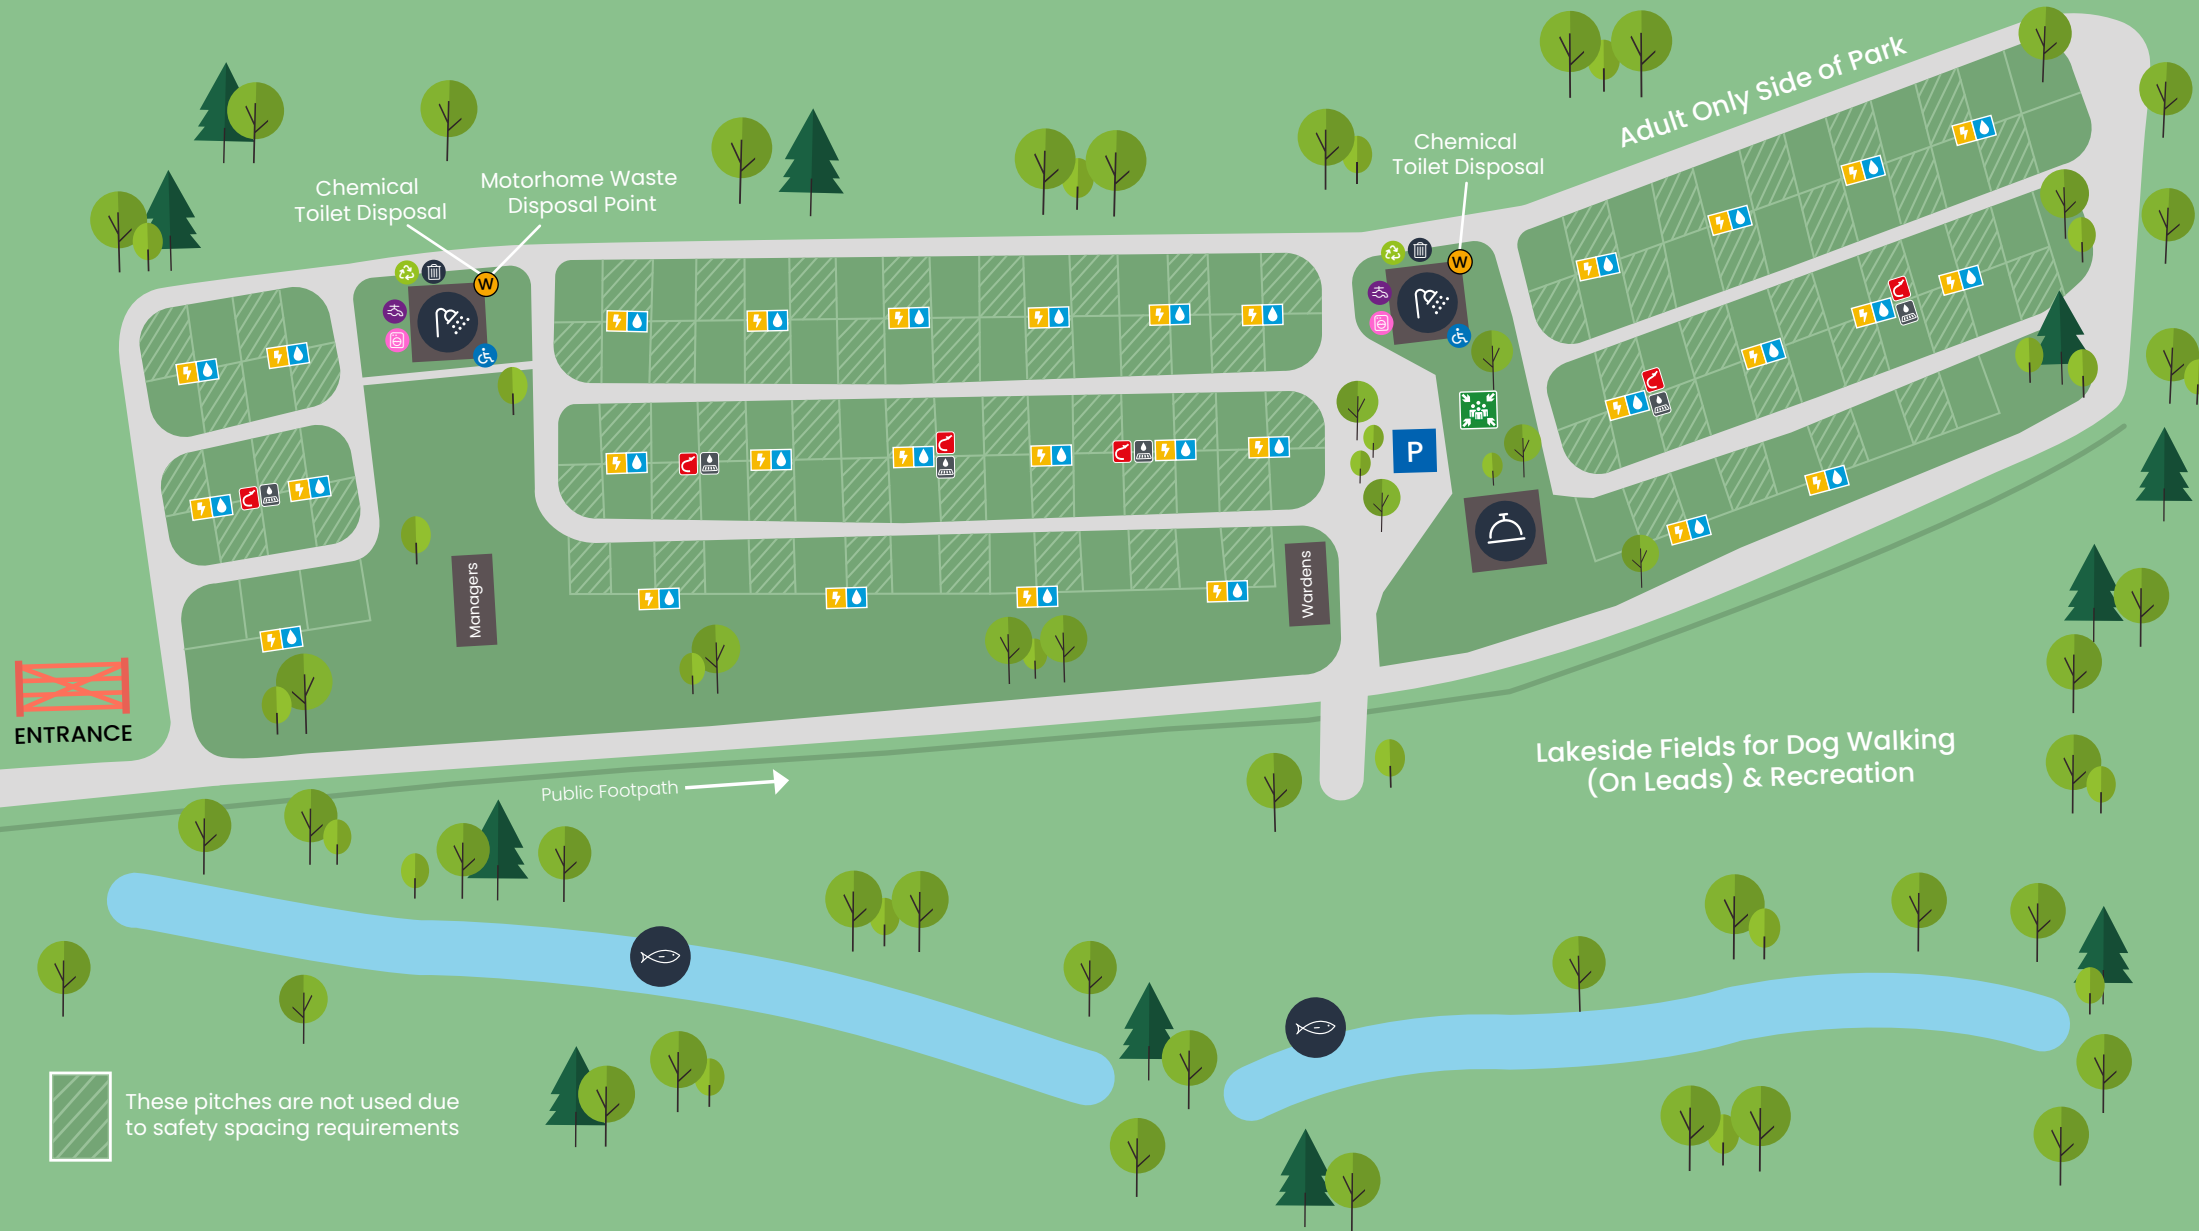 Adult Only Side of Park
Chemical
Toilet Disposal
Motorhome Waste
Disposal Point
Chemical
Toilet Disposal
W
W
P
Managers
Wardens
ENTRANCE
Public Footpath
Lakeside Fields for Dog Walking
(On Leads) & Recreation
These pitches are not used due
to safety spacing requirements